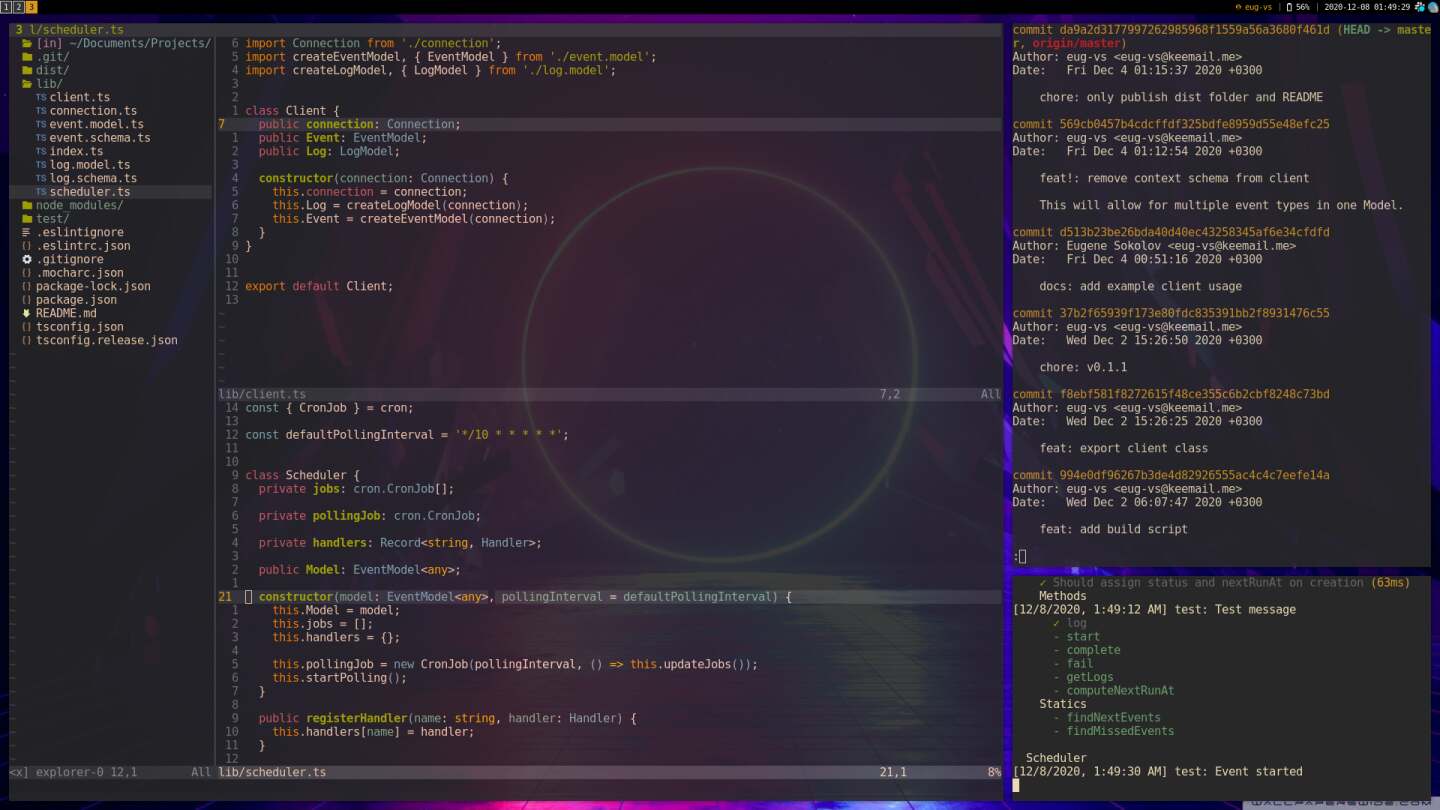 1 2 3
eug-vs | 56% | 2020-12-08 01:49:29
3 l/scheduler.ts
[in] ~/Documents/Projects/
.git/
dist/
lib/
TS client.ts
TS connection.ts
TS event.model.ts
TS event.schema.ts
TS index.ts
TS log.model.ts
TS log.schema.ts
TS scheduler.ts
node_modules/
test/
.eslintignore
{} .eslintrc.json
.gitignore
{} .mocharc.json
{} package-lock.json
{} package.json
README.md
{} tsconfig.json
{} tsconfig.release.json
<x] explorer-0 12,1 All
6 import Connection from './connection';
5 import createEventModel, { EventModel } from './event.model';
4 import createLogModel, { LogModel } from './log.model';
3
2
1 class Client {
7 public connection: Connection;
1 public Event: EventModel;
2 public Log: LogModel;
3
4 constructor(connection: Connection) {
5 this.connection = connection;
6 this.Log = createLogModel(connection);
7 this.Event = createEventModel(connection);
8 }
9 }
10
11
12 export default Client;
13
lib/client.ts 7,2 All
14 const { CronJob } = cron;
13
12 const defaultPollingInterval = '*/10 * * * * *';
11
10
9 class Scheduler {
8 private jobs: cron.CronJob[];
7
6 private pollingJob: cron.CronJob;
5
4 private handlers: Record<string, Handler>;
3
2 public Model: EventModel<any>;
1
21 constructor(model: EventModel<any>, pollingInterval = defaultPollingInterval) {
1 this.Model = model;
2 this.jobs = [];
3 this.handlers = {};
4
5 this.pollingJob = new CronJob(pollingInterval, () => this.updateJobs());
6 this.startPolling();
7 }
8
9 public registerHandler(name: string, handler: Handler) {
10 this.handlers[name] = handler;
11 }
12
lib/scheduler.ts 21,1 8%
commit da9a2d3177997262985968f1559a56a3680f461d (HEAD -> maste
r, origin/master)
Author: eug-vs <eug-vs@keemail.me>
Date: Fri Dec 4 01:15:37 2020 +0300
chore: only publish dist folder and README
commit 569cb0457b4cdcffdf325bdfe8959d55e48efc25
Author: eug-vs <eug-vs@keemail.me>
Date: Fri Dec 4 01:12:54 2020 +0300
feat!: remove context schema from client
This will allow for multiple event types in one Model.
commit d513b23be26bda40d40ec43258345af6e34cfdfd
Author: Eugene Sokolov <eug-vs@keemail.me>
Date: Fri Dec 4 00:51:16 2020 +0300
docs: add example client usage
commit 37b2f65939f173e80fdc835391bb2f8931476c55
Author: eug-vs <eug-vs@keemail.me>
Date: Wed Dec 2 15:26:50 2020 +0300
chore: v0.1.1
commit f8ebf581f8272615f48ce355c6b2cbf8248c73bd
Author: eug-vs <eug-vs@keemail.me>
Date: Wed Dec 2 15:26:25 2020 +0300
feat: export client class
commit 994e0df96267b3de4d82926555ac4c4c7eefe14a
Author: eug-vs <eug-vs@keemail.me>
Date: Wed Dec 2 06:07:47 2020 +0300
feat: add build script
:
✓ Should assign status and nextRunAt on creation (63ms)
Methods
[12/8/2020, 1:49:12 AM] test: Test message
✓ log
- start
- complete
- fail
- getLogs
- computeNextRunAt
Statics
- findNextEvents
- findMissedEvents
Scheduler
[12/8/2020, 1:49:30 AM] test: Event started